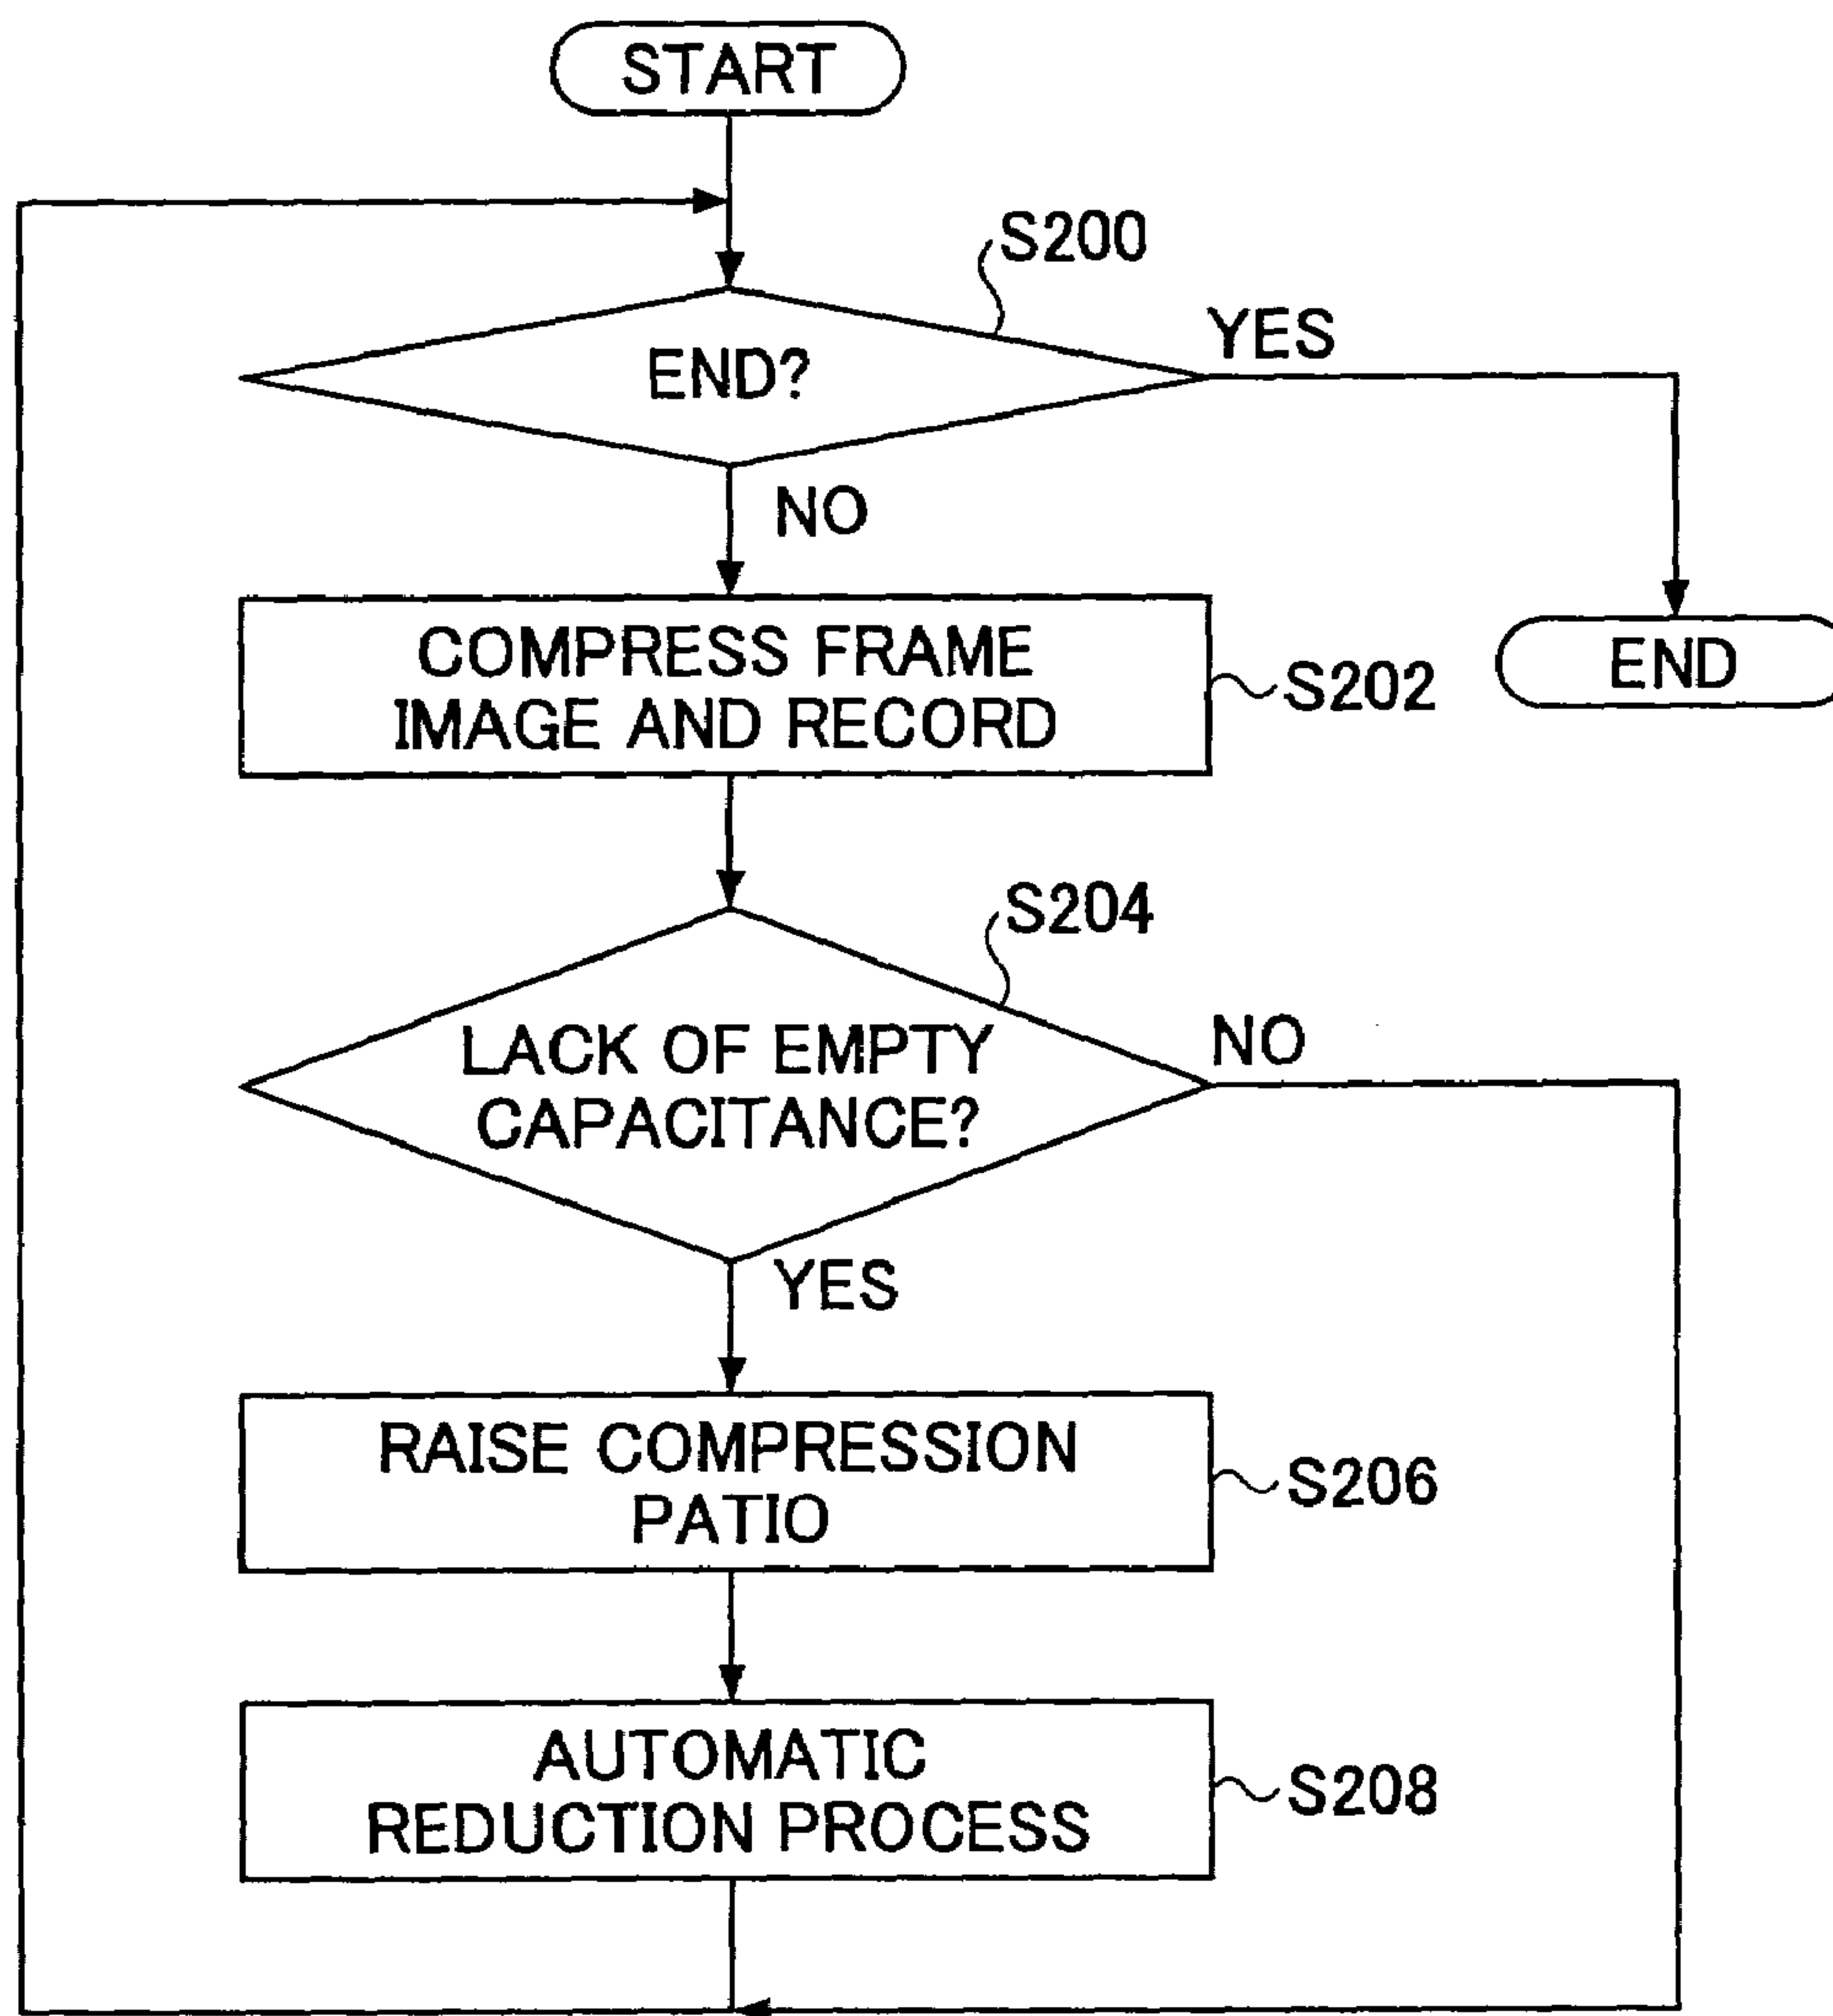 START
S200
END?
YES
NO
COMPRESS FRAME
IMAGE AND RECORD
S202
END
S204
LACK OF EMPTY
CAPACITANCE?
NO
YES
RAISE COMPRESSION
PATIO
S206
AUTOMATIC
REDUCTION PROCESS
S208